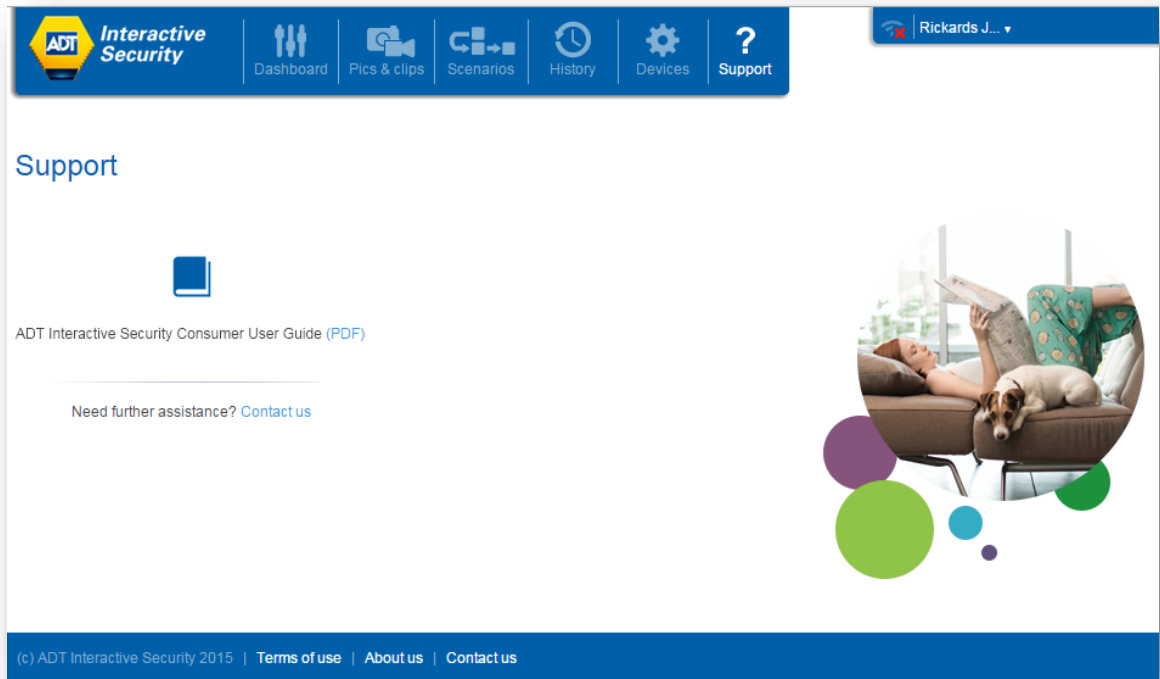 ADT
Interactive
Security
Dashboard
Pics & clips
Scenarios
History
Devices
?
Support
Rickards J...
Support
ADT Interactive Security Consumer User Guide (PDF)
Need further assistance? Contact us
(c) ADT Interactive Security 2015 | Terms of use | About us | Contact us